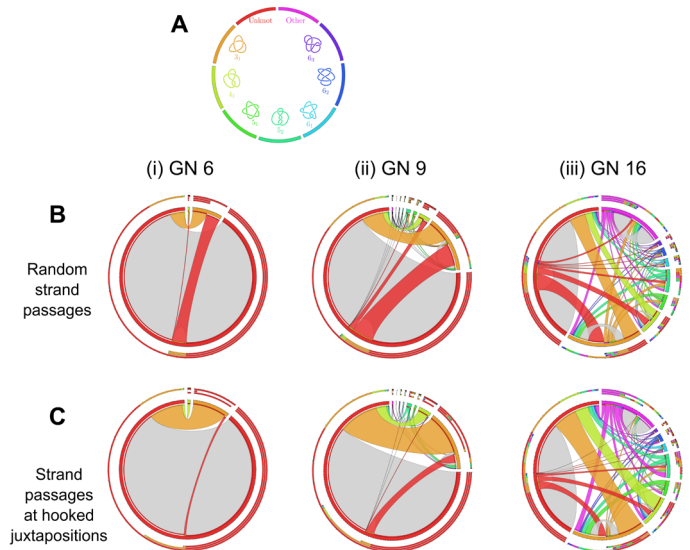 A
Unknot Other
3₁ 6₃
4₁ 6₂
5₁ 5₂ 6₁
(i) GN 6 (ii) GN 9 (iii) GN 16
B
Random
strand
passages
C
Strand
passages
at hooked
juxtapositions